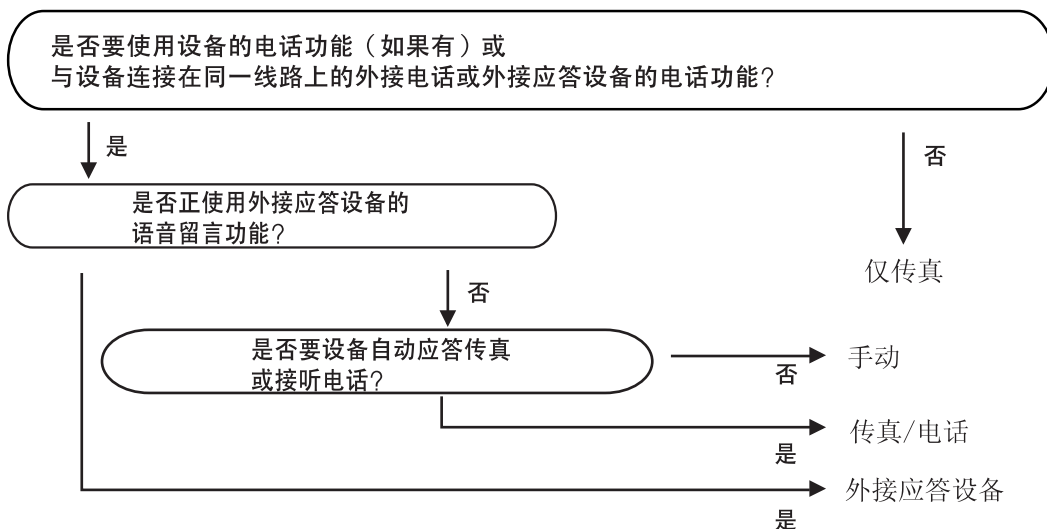 是否要使用设备的电话功能（如果有）或
与设备连接在同一线路上的外接电话或外接应答设备的电话功能？
是
否
是否正使用外接应答设备的
语音留言功能？
仅传真
否
是否要设备自动应答传真
或接听电话？
否
手动
是
传真/电话
是
外接应答设备